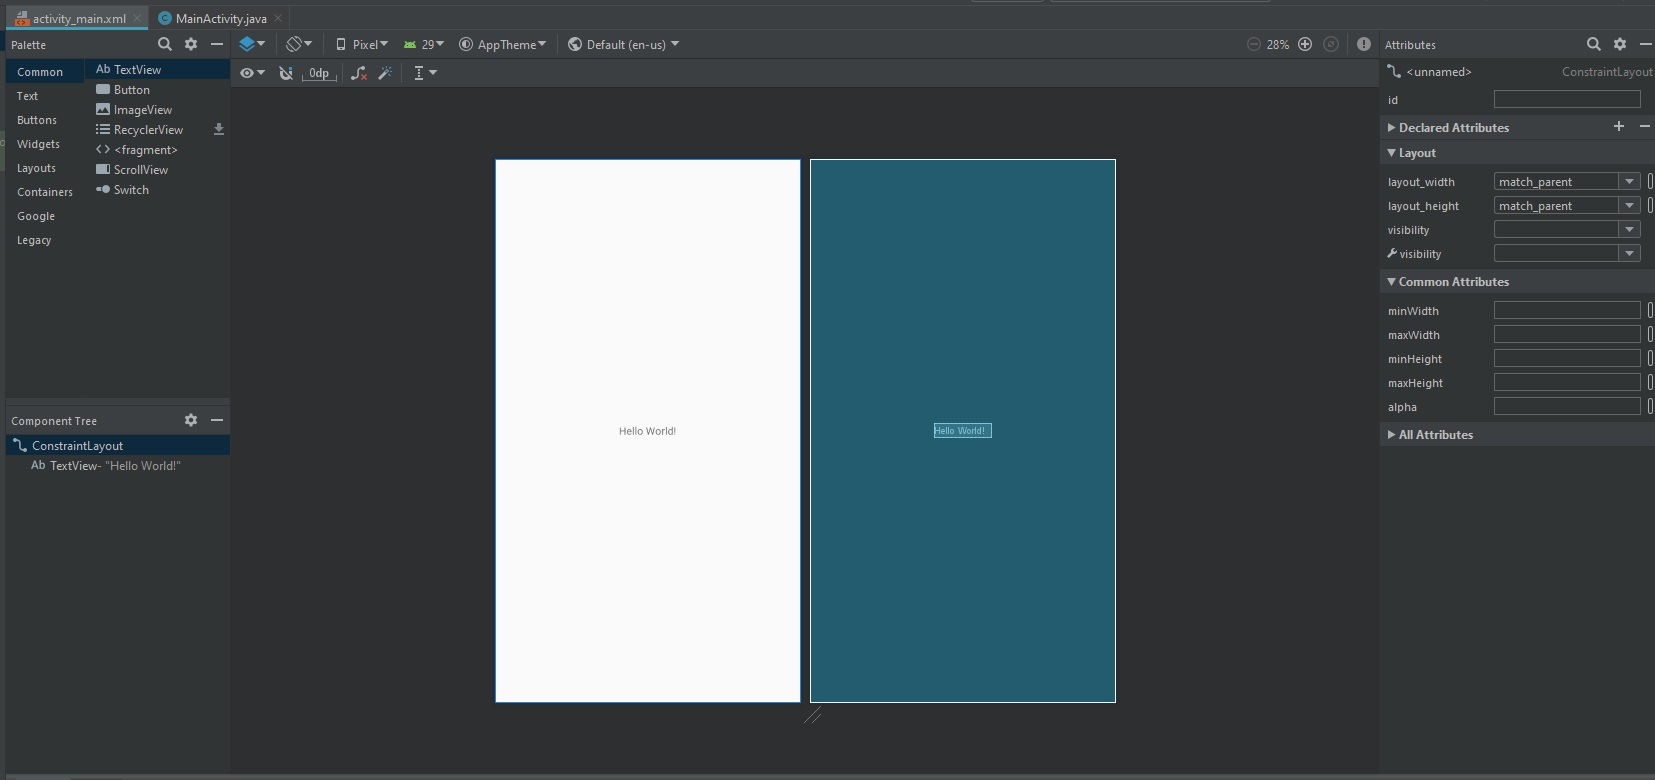 activity_main.xml
MainActivity.java
Palette
Common
Text
Buttons
Widgets
Layouts
Containers
Google
Legacy
Ab TextView
Button
ImageView
RecyclerView
<fragment>
ScrollView
Switch
Pixel
29
AppTheme
Default (en-us)
28%
0dp
Component Tree
ConstraintLayout
Ab TextView- "Hello World!"
Hello World!
Hello World!
Attributes
<unnamed> ConstraintLayout
id
Declared Attributes
Layout
layout_width match_parent
layout_height match_parent
visibility
visibility
Common Attributes
minWidth
maxWidth
minHeight
maxHeight
alpha
All Attributes